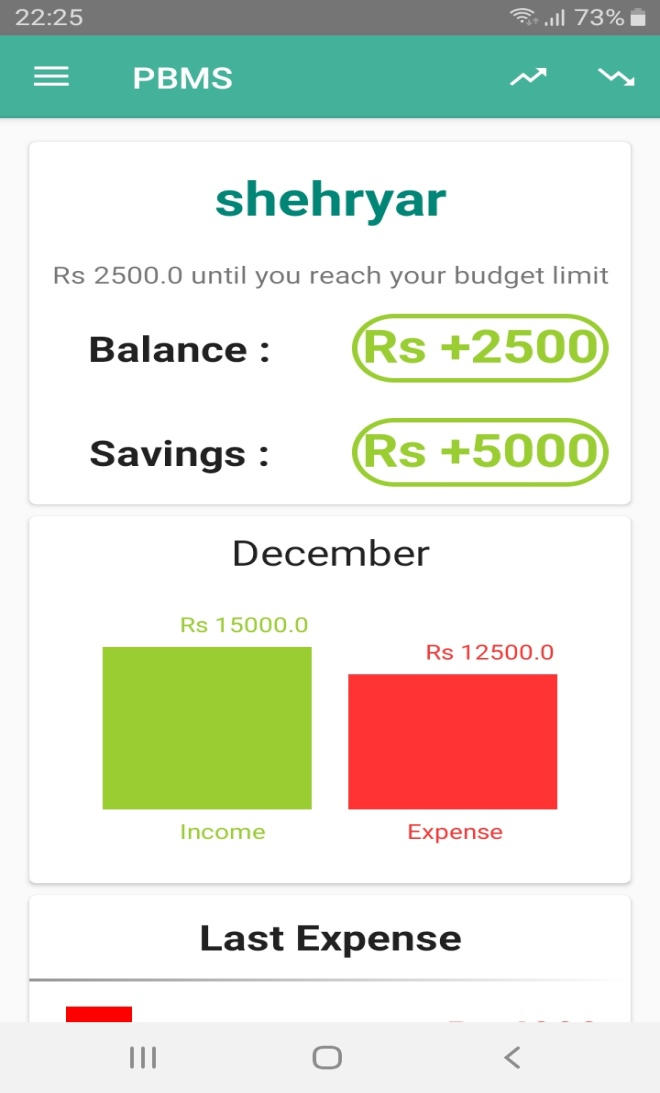 22:25 73%
PBMS
shehryar
Rs 2500.0 until you reach your budget limit
Balance : Rs +2500
Savings : Rs +5000
December
Rs 15000.0
Rs 12500.0
Income Expense
Last Expense